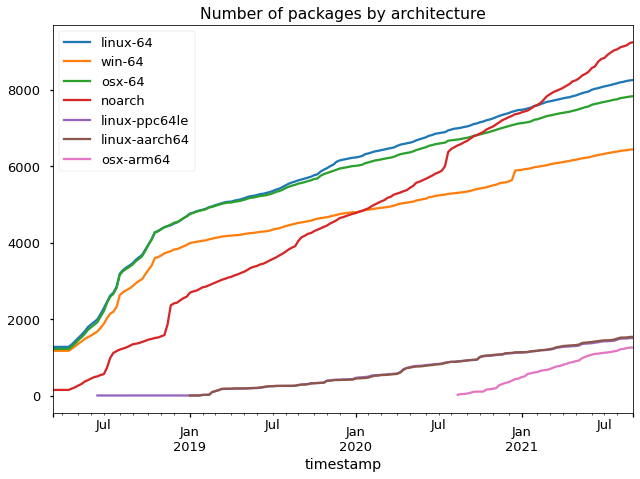 Number of packages by architecture
linux-64
win-64
osx-64
noarch
linux-ppc64le
linux-aarch64
osx-arm64
8000
6000
4000
2000
0
Jul
Jan
2019
Jul
Jan
2020
Jul
Jan
2021
Jul
timestamp